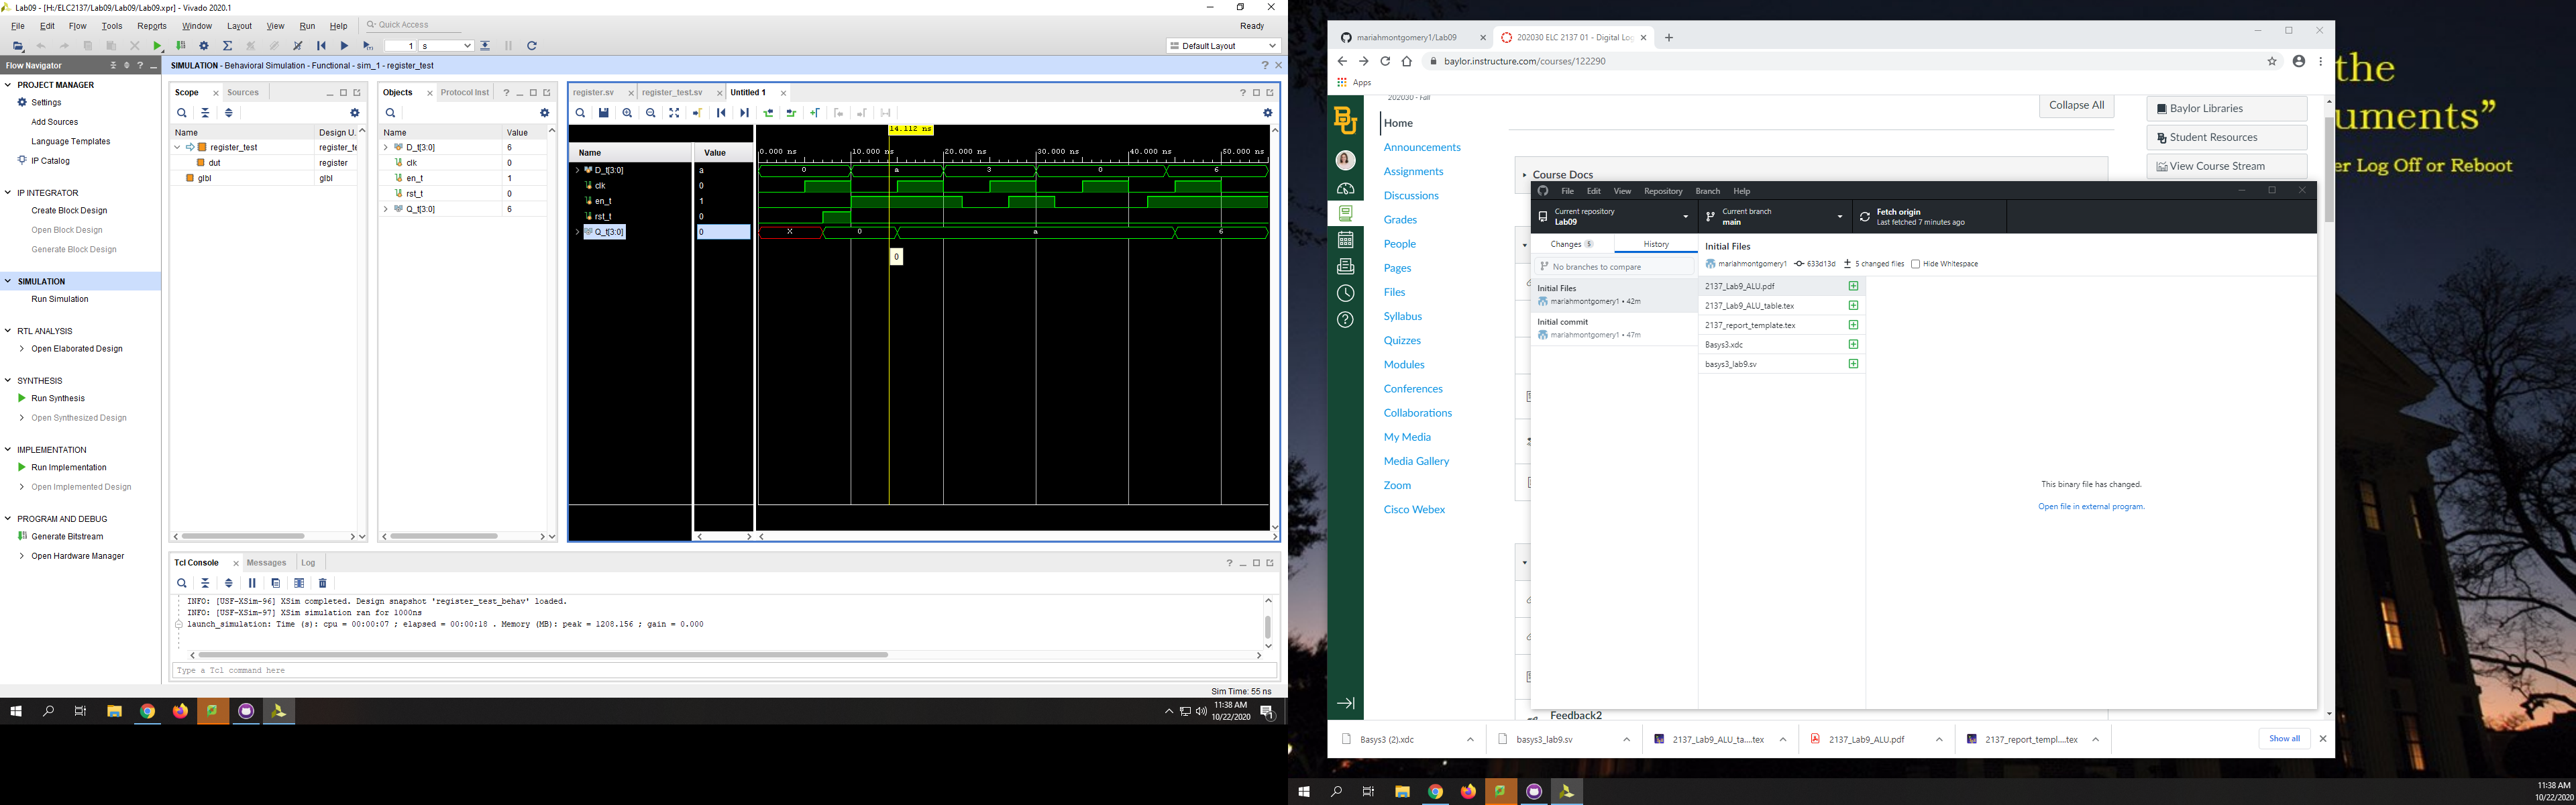 Lab09 - [H:/ELC2137/Lab09/Lab09/Lab09.xpr] - Vivado 2020.1
File Edit Flow Tools Reports Window Layout View Run Help Quick Access
Ready
1 s
Default Layout
Flow Navigator
PROJECT MANAGER
Settings
Add Sources
Language Templates
IP Catalog
IP INTEGRATOR
Create Block Design
Open Block Design
Generate Block Design
SIMULATION
Run Simulation
RTL ANALYSIS
Open Elaborated Design
SYNTHESIS
Run Synthesis
Open Synthesized Design
IMPLEMENTATION
Run Implementation
Open Implemented Design
PROGRAM AND DEBUG
Generate Bitstream
Open Hardware Manager
SIMULATION - Behavioral Simulation - Functional - sim_1 - register_test
Scope Sources
Name Design U.
register_test register_te
dut register
glbl glbl
Objects Protocol Inst
Name Value
D_t[3:0] 6
clk 0
en_t 1
rst_t 0
Q_t[3:0] 6
register.sv register_test.sv Untitled 1
14.112 ns
Name Value
0.000 ns 10.000 ns 20.000 ns 30.000 ns 40.000 ns 50.000 ns
D_t[3:0] a 0 a 3 0 6
clk 0
en_t 1
rst_t 0
Q_t[3:0] 0 X 0 a 6
0
Tcl Console Messages Log
INFO: [USF-XSim-96] XSim completed. Design snapshot 'register_test_behav' loaded.
INFO: [USF-XSim-97] XSim simulation ran for 1000ns
launch_simulation: Time (s): cpu = 00:00:07 ; elapsed = 00:00:18 . Memory (MB): peak = 1208.156 ; gain = 0.000
Type a Tcl command here
Sim Time: 55 ns
11:38 AM
10/22/2020
1
mariahmontgomery1/Lab09
202030 ELC 2137 01 - Digital Log
baylor.instructure.com/courses/122290
Apps
202030 - Fall
Home
Announcements
Assignments
Discussions
Grades
People
Pages
Files
Syllabus
Quizzes
Modules
Conferences
Collaborations
My Media
Media Gallery
Zoom
Cisco Webex
Collapse All
Baylor Libraries
Student Resources
View Course Stream
Course Docs
File Edit View Repository Branch Help
Current repository
Lab09
Current branch
main
Fetch origin
Last fetched 7 minutes ago
Changes 5 History
No branches to compare
Initial Files
mariahmontgomery1 • 42m
Initial commit
mariahmontgomery1 • 47m
Initial Files
mariahmontgomery1 633d13d 5 changed files Hide Whitespace
2137_Lab9_ALU.pdf
2137_Lab9_ALU_table.tex
2137_report_template.tex
Basys3.xdc
basys3_lab9.sv
This binary file has changed.
Open file in external program.
Feedback2
Basys3 (2).xdc
basys3_lab9.sv
2137_Lab9_ALU_ta....tex
2137_Lab9_ALU.pdf
2137_report_templ....tex
Show all
the
uments”
er Log Off or Reboot
11:38 AM
10/22/2020